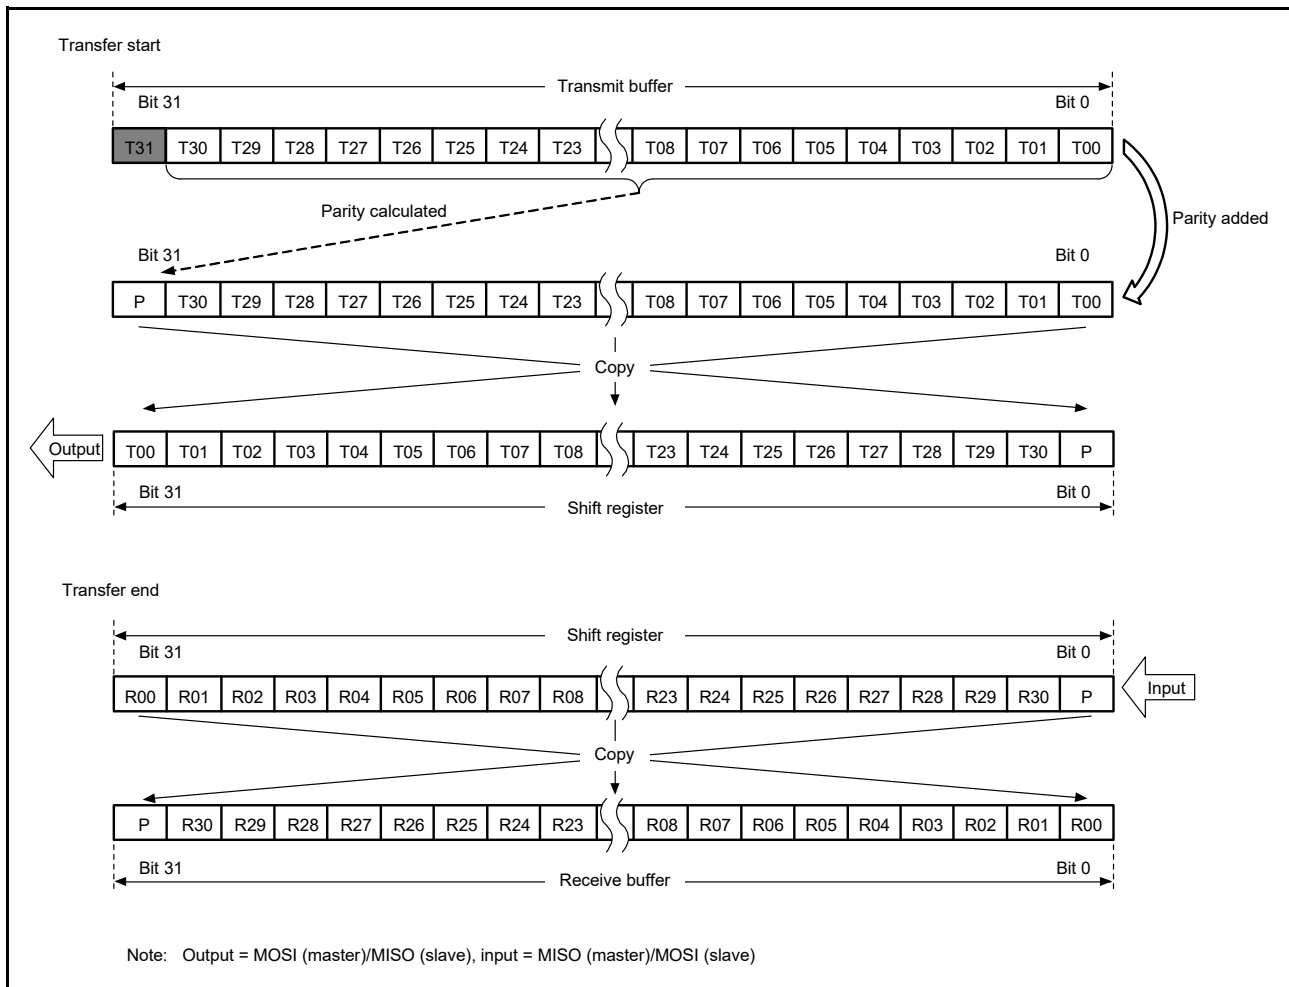 Transfer start
Transmit buffer
Bit 31 Bit 0
T31 T30 T29 T28 T27 T26 T25 T24 T23 T08 T07 T06 T05 T04 T03 T02 T01 T00
Parity calculated
Parity added
Bit 31 Bit 0
P T30 T29 T28 T27 T26 T25 T24 T23 T08 T07 T06 T05 T04 T03 T02 T01 T00
Copy
Output
T00 T01 T02 T03 T04 T05 T06 T07 T08 T23 T24 T25 T26 T27 T28 T29 T30 P
Bit 31 Bit 0
Shift register
Transfer end
Shift register
Bit 31 Bit 0
R00 R01 R02 R03 R04 R05 R06 R07 R08 R23 R24 R25 R26 R27 R28 R29 R30 P
Input
Copy
P R30 R29 R28 R27 R26 R25 R24 R23 R08 R07 R06 R05 R04 R03 R02 R01 R00
Bit 31 Bit 0
Receive buffer
Note: Output = MOSI (master)/MISO (slave), input = MISO (master)/MOSI (slave)